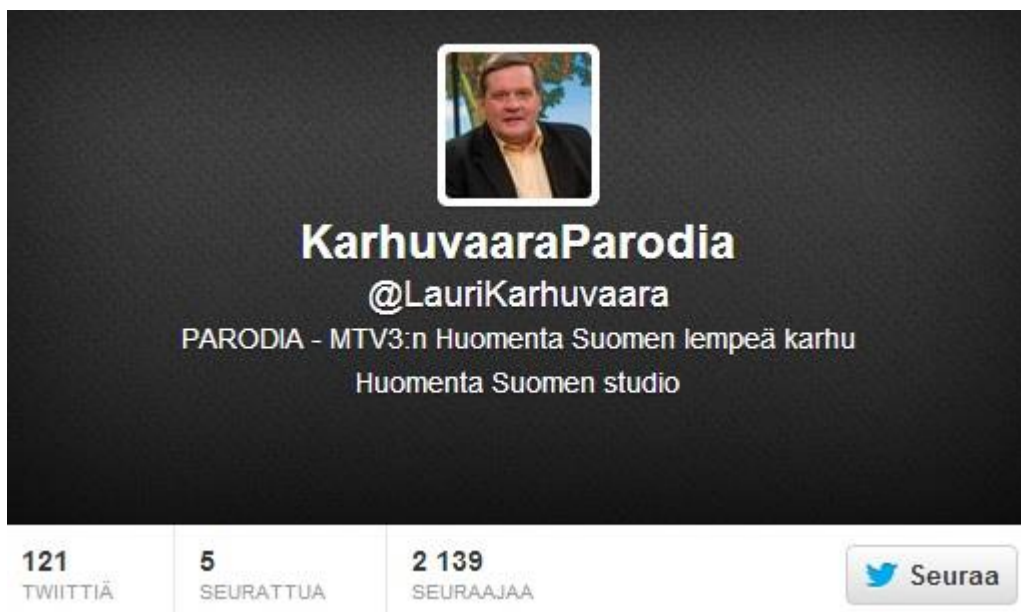 KarhuvaaraParodia
@LauriKarhuvaara
PARODIA - MTV3:n Huomenta Suomen lempeä karhu
Huomenta Suomen studio
121
TWIITTIÄ
5
SEURATTUA
2 139
SEURAAJAA
Seuraa